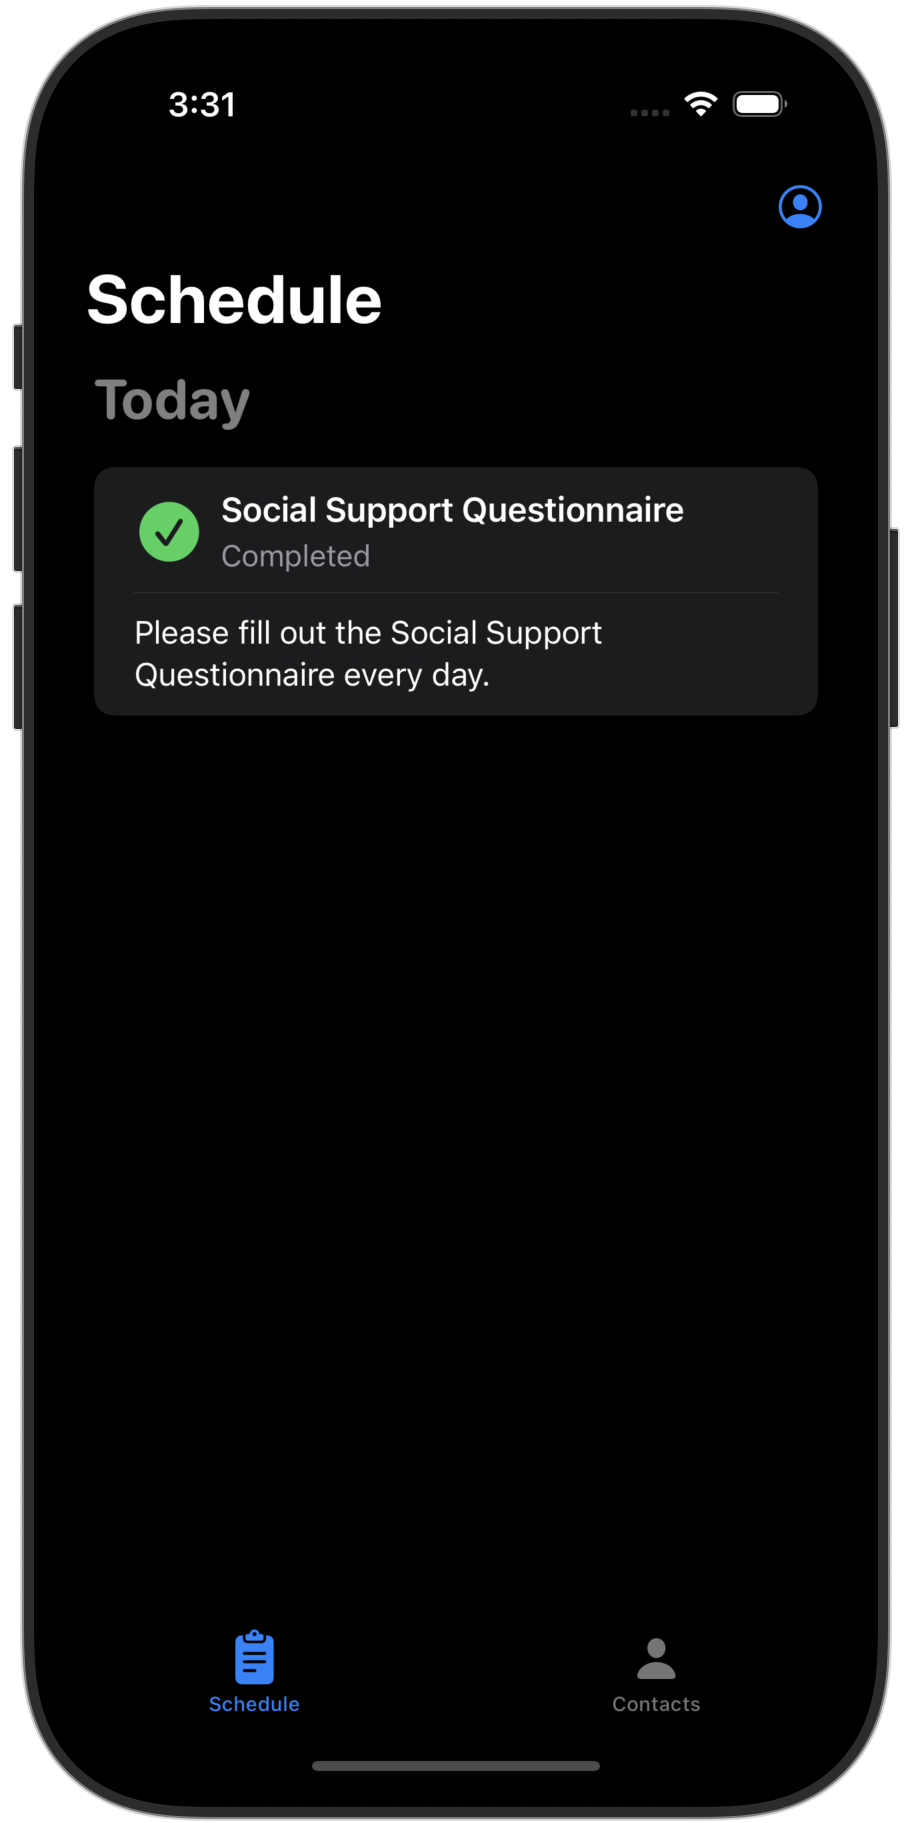 3:31
Schedule
Today
Social Support Questionnaire
Completed
Please fill out the Social Support
Questionnaire every day.
Schedule
Contacts